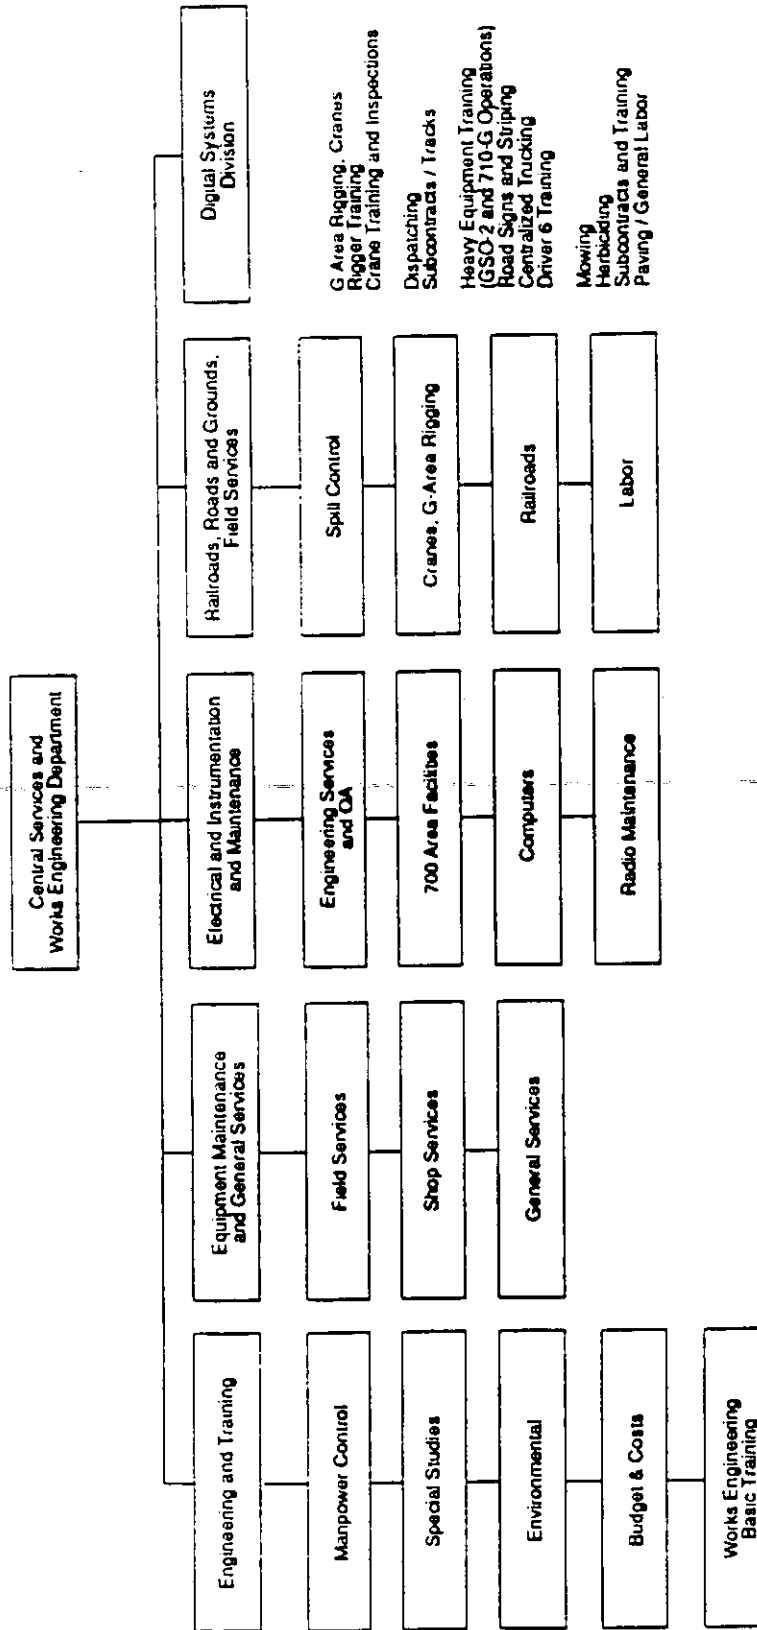 Central Services and
Works Engineering Department
Engineering and Training
Manpower Control
Special Studies
Environmental
Budget & Costs
Works Engineering
Basic Training
Equipment Maintenance
and General Services
Field Services
Shop Services
General Services
Electrical and Instrumentation
and Maintenance
Engineering Services
and QA
700 Area Facilities
Computers
Radio Maintenance
Railroads, Roads and Grounds,
Field Services
Spill Control
Cranes, G-Area Rigging
Railroads
Labor
Digital Systems
Division
G Area Rigging, Cranes
Rigger Training
Crane Training and Inspections
Dispatching
Subcontracts / Tracks
Heavy Equipment Training
(GSO-2 and 710-G Operations)
Road Signs and Striping
Centralized Trucking
Driver 6 Training
Mowing
Herbiciding
Subcontracts and Training
Paving / General Labor